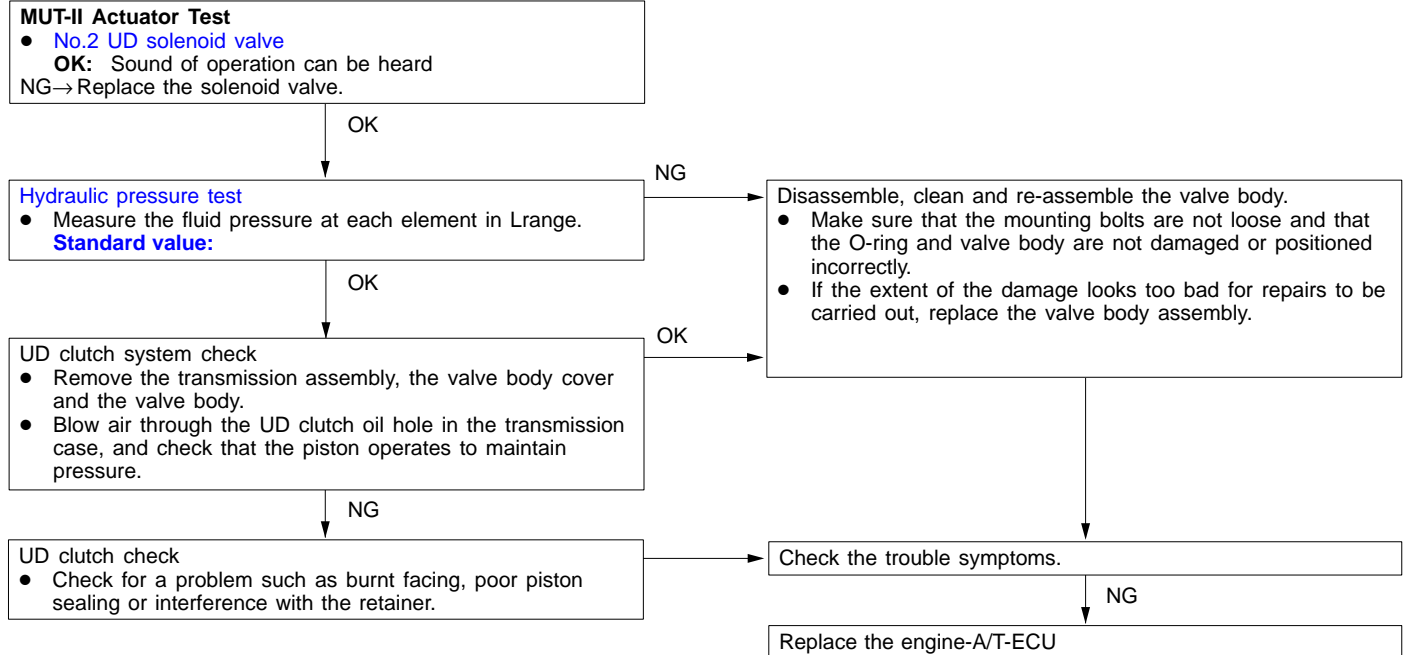 MUT-II Actuator Test
● No.2 UD solenoid valve
OK: Sound of operation can be heard
NG→Replace the solenoid valve.
OK
Hydraulic pressure test
● Measure the fluid pressure at each element in Lrange.
Standard value:
NG
Disassemble, clean and re-assemble the valve body.
● Make sure that the mounting bolts are not loose and that
the O-ring and valve body are not damaged or positioned
incorrectly.
● If the extent of the damage looks too bad for repairs to be
carried out, replace the valve body assembly.
OK
UD clutch system check
● Remove the transmission assembly, the valve body cover
and the valve body.
● Blow air through the UD clutch oil hole in the transmission
case, and check that the piston operates to maintain
pressure.
OK
NG
UD clutch check
● Check for a problem such as burnt facing, poor piston
sealing or interference with the retainer.
Check the trouble symptoms.
NG
Replace the engine-A/T-ECU